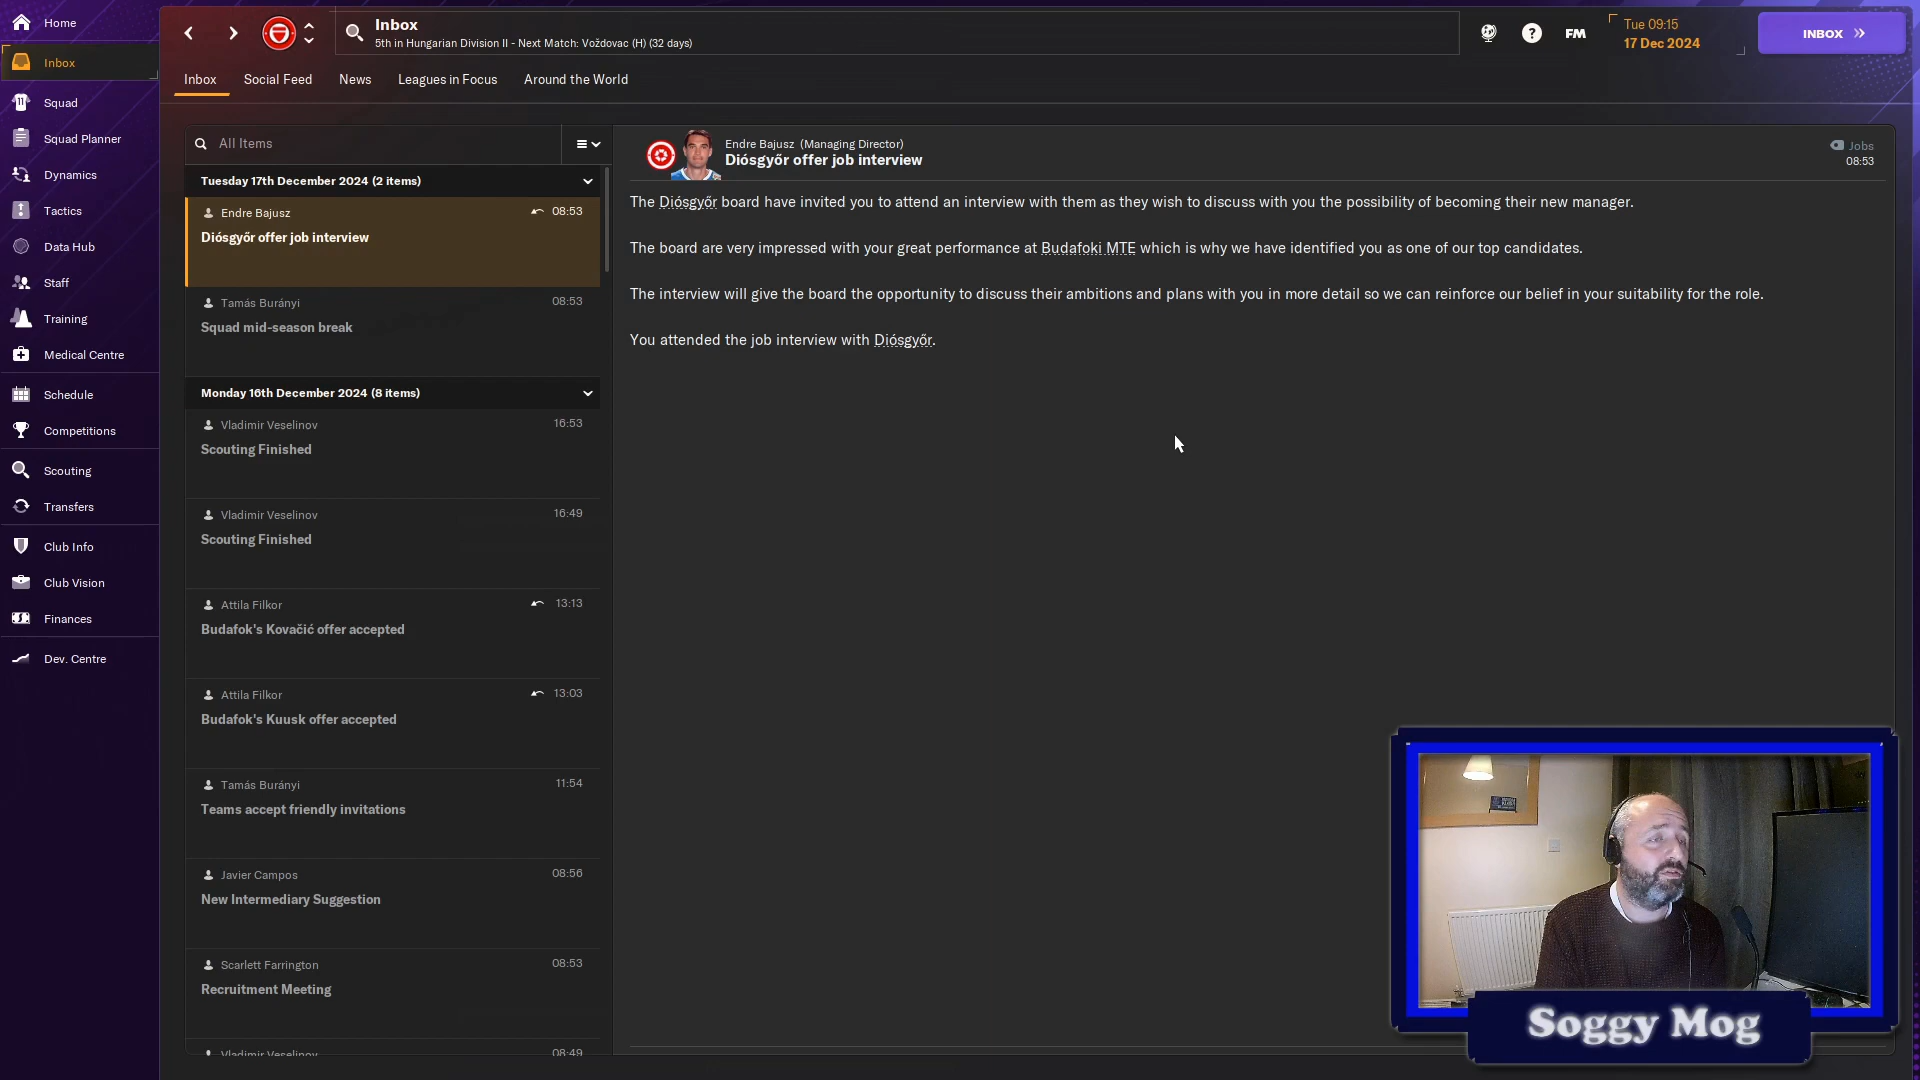 Home
Inbox
Squad
Squad Planner
Dynamics
Tactics
Data Hub
Staff
Training
Medical Centre
Schedule
Competitions
Scouting
Transfers
Club Info
Club Vision
Finances
Dev. Centre
Inbox
5th in Hungarian Division II - Next Match: Voždovac (H) (32 days)
FM
Tue 09:15
17 Dec 2024
INBOX
Inbox
Social Feed
News
Leagues in Focus
Around the World
All Items
Tuesday 17th December 2024 (2 items)
Endre Bajusz 08:53
Diósgyőr offer job interview
Tamás Burányi 08:53
Squad mid-season break
Monday 16th December 2024 (8 items)
Vladimir Veselinov 16:53
Scouting Finished
Vladimir Veselinov 16:49
Scouting Finished
Attila Filkor 13:13
Budafok's Kovačić offer accepted
Attila Filkor 13:03
Budafok's Kuusk offer accepted
Tamás Burányi 11:54
Teams accept friendly invitations
Javier Campos 08:56
New Intermediary Suggestion
Scarlett Farrington 08:53
Recruitment Meeting
Vladimir Veselinov 08:49
Endre Bajusz (Managing Director)
Diósgyőr offer job interview
Jobs
08:53
The Diósgyőr board have invited you to attend an interview with them as they wish to discuss with you the possibility of becoming their new manager.
The board are very impressed with your great performance at Budafoki MTE which is why we have identified you as one of our top candidates.
The interview will give the board the opportunity to discuss their ambitions and plans with you in more detail so we can reinforce our belief in your suitability for the role.
You attended the job interview with Diósgyőr.
Soggy Mog